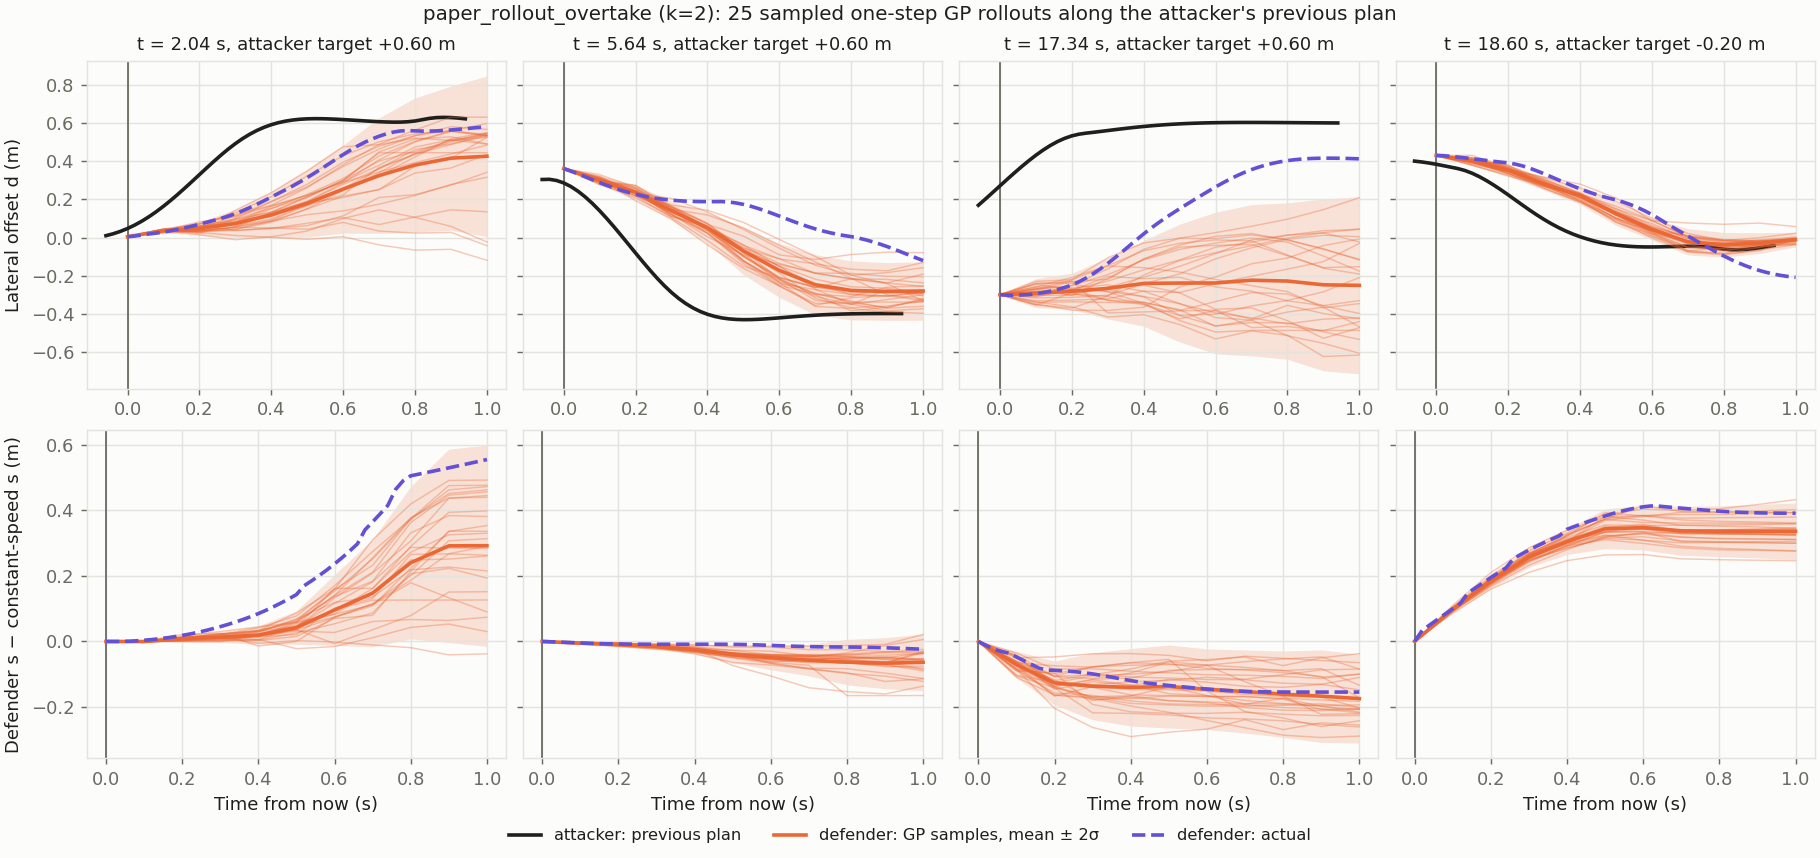 paper_rollout_overtake (k=2): 25 sampled one-step GP rollouts along the attacker's previous plan
t = 2.04 s, attacker target +0.60 m
t = 5.64 s, attacker target +0.60 m
t = 17.34 s, attacker target +0.60 m
t = 18.60 s, attacker target -0.20 m
Lateral offset d (m)
0.8
0.6
0.4
0.2
0.0
−0.2
−0.4
−0.6
0.0 0.2 0.4 0.6 0.8 1.0
0.0 0.2 0.4 0.6 0.8 1.0
0.0 0.2 0.4 0.6 0.8 1.0
0.0 0.2 0.4 0.6 0.8 1.0
Defender s − constant-speed s (m)
0.6
0.4
0.2
0.0
−0.2
0.0 0.2 0.4 0.6 0.8 1.0
0.0 0.2 0.4 0.6 0.8 1.0
0.0 0.2 0.4 0.6 0.8 1.0
0.0 0.2 0.4 0.6 0.8 1.0
Time from now (s)
Time from now (s)
Time from now (s)
Time from now (s)
attacker: previous plan
defender: GP samples, mean ± 2σ
defender: actual